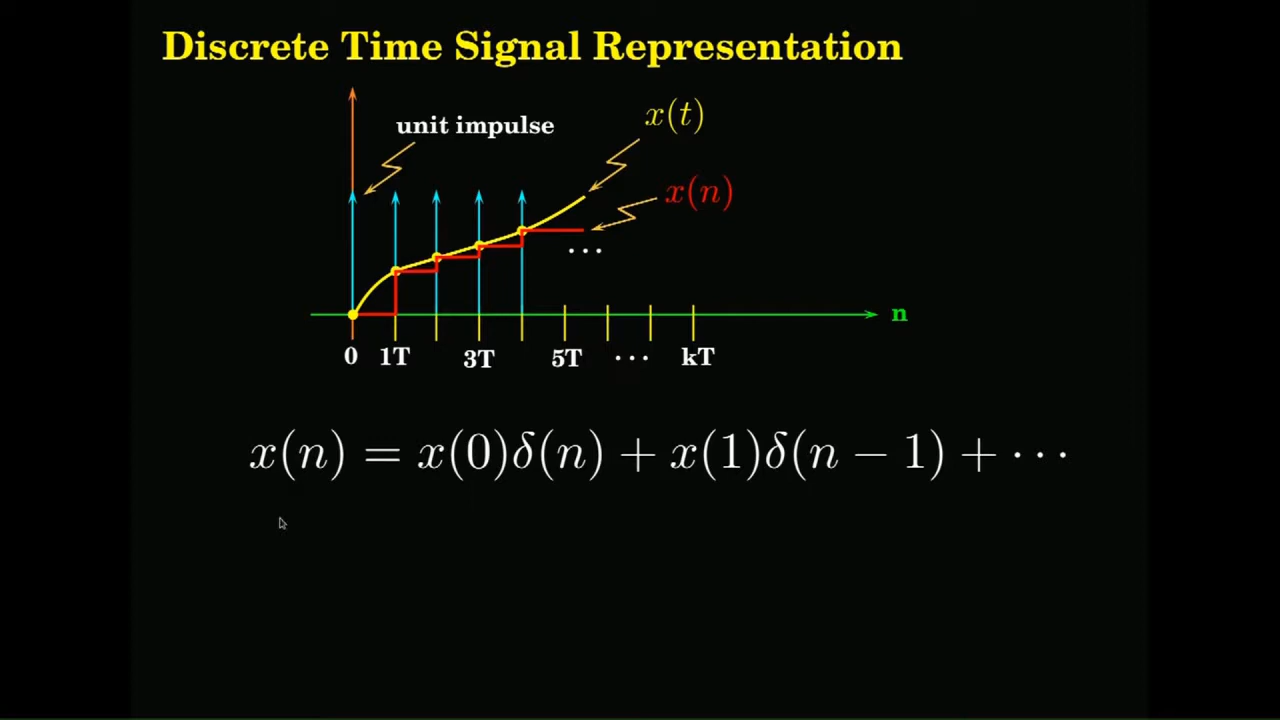 Discrete Time Signal Representation
unit impulse
x(t)
x(n)
...
n
0 1T 3T 5T ... kT
x(n) = x(0)δ(n) + x(1)δ(n − 1) + ···